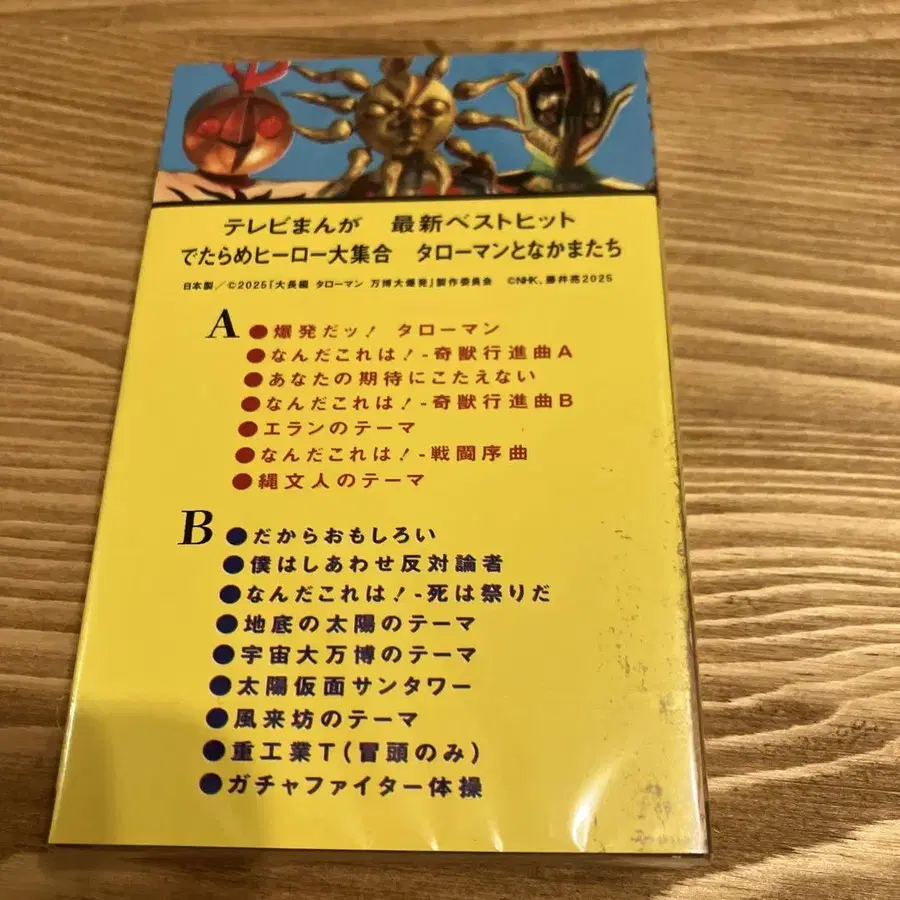 テレビまんが 最新ベストヒット
でたらめヒーロー大集合 タローマンとなかまたち
日本製/©2025『大長編 タローマン 万博大爆発』製作委員会 ©NHK、藤井亮2025
A ●爆発だッ! タローマン
●なんだこれは!-奇獣行進曲A
●あなたの期待にこたえない
●なんだこれは!-奇獣行進曲B
●エランのテーマ
●なんだこれは!-戦闘序曲
●縄文人のテーマ
B ●だからおもしろい
●僕はしあわせ反対論者
●なんだこれは!-死は祭りだ
●地底の太陽のテーマ
●宇宙大万博のテーマ
●太陽仮面サンタワー
●風来坊のテーマ
●重工業T(冒頭のみ)
●ガチャファイター体操